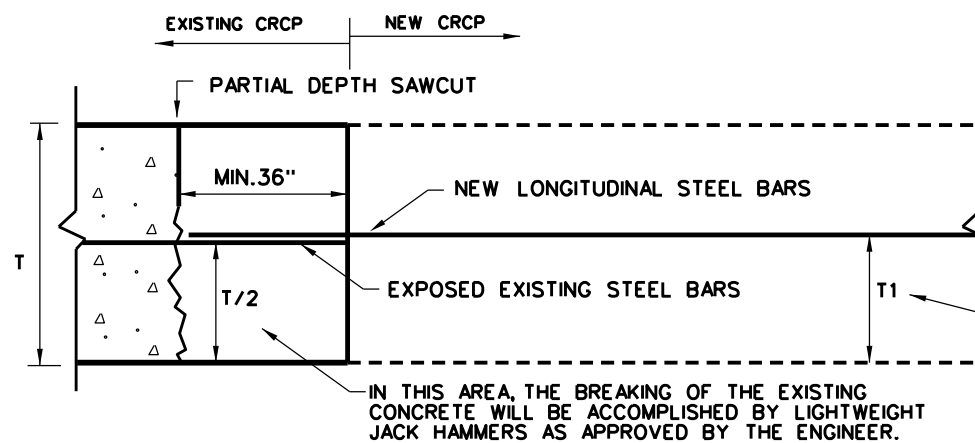 EXISTING CRCP
NEW CRCP
PARTIAL DEPTH SAWCUT
MIN.36"
NEW LONGITUDINAL STEEL BARS
T
T/2
EXPOSED EXISTING STEEL BARS
T1
IN THIS AREA, THE BREAKING OF THE EXISTING
CONCRETE WILL BE ACCOMPLISHED BY LIGHTWEIGHT
JACK HAMMERS AS APPROVED BY THE ENGINEER.